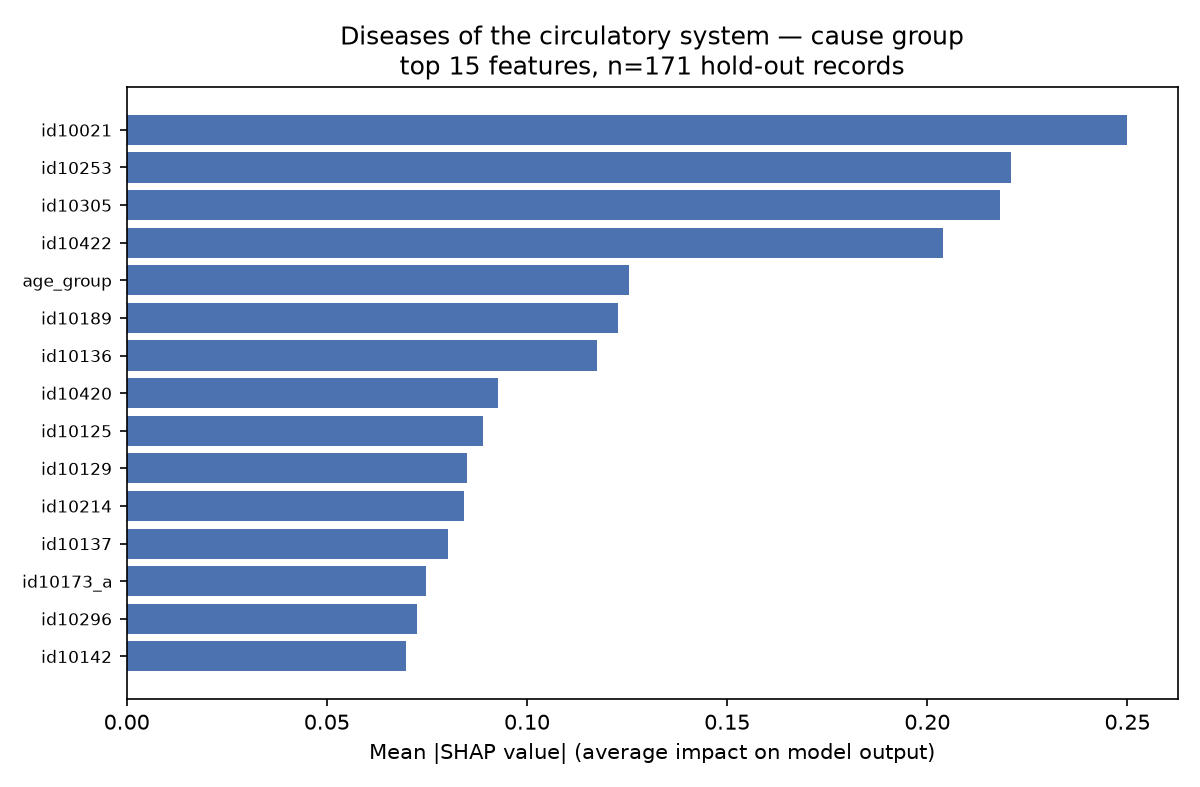 Diseases of the circulatory system — cause group
top 15 features, n=171 hold-out records
id10021
id10253
id10305
id10422
age_group
id10189
id10136
id10420
id10125
id10129
id10214
id10137
id10173_a
id10296
id10142
0.00 0.05 0.10 0.15 0.20 0.25
Mean |SHAP value| (average impact on model output)